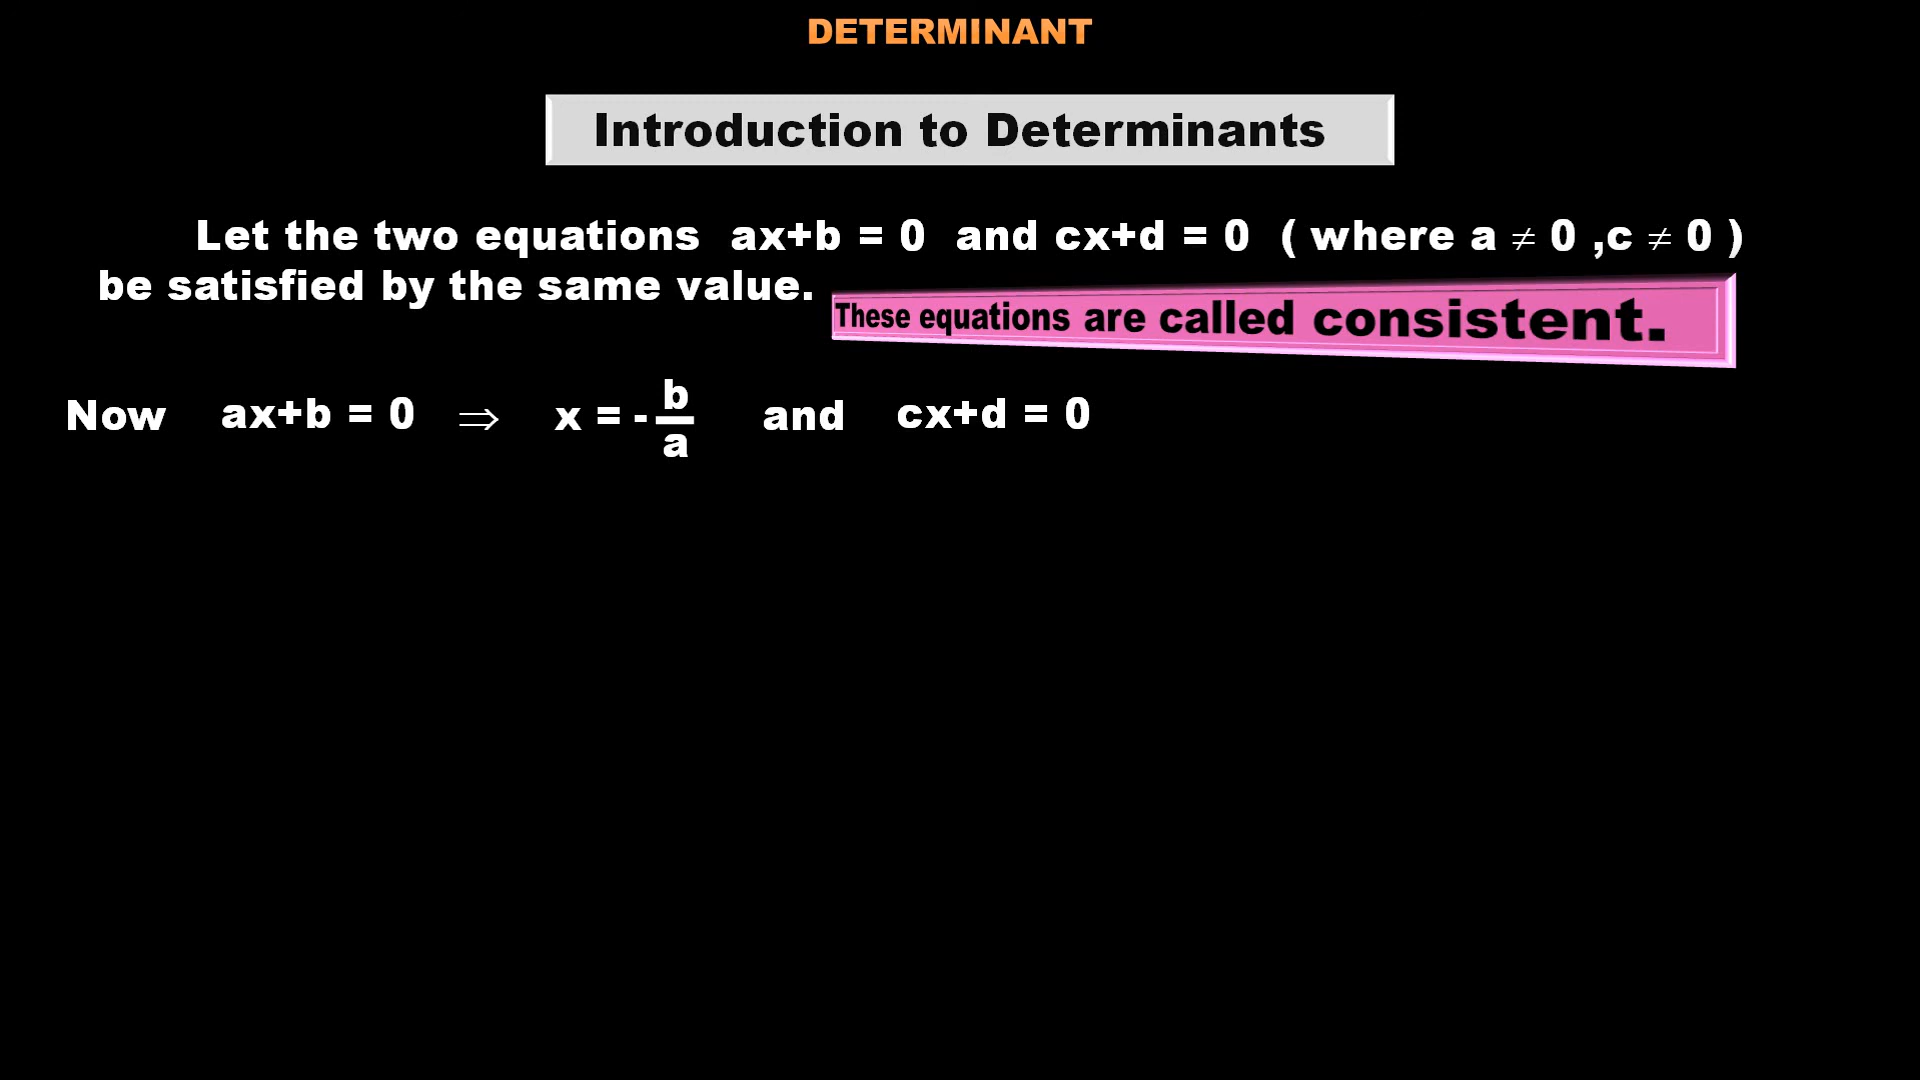 DETERMINANT
Introduction to Determinants
Let the two equations ax+b = 0 and cx+d = 0 ( where a ≠ 0 ,c ≠ 0 )
be satisfied by the same value. These equations are called consistent.
Now ax+b = 0 ⇒ x = - b/a and cx+d = 0